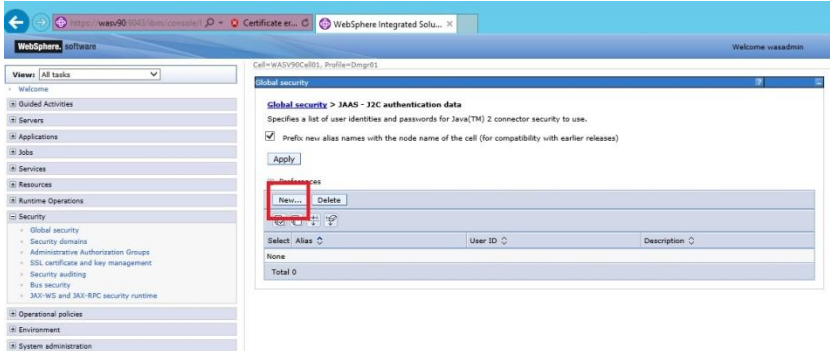 https://wasv90:9043/ibm/console/l
Certificate er...
WebSphere Integrated Solu...
WebSphere. software
Welcome wasadmin
View: All tasks
Welcome
Guided Activities
Servers
Applications
Jobs
Services
Resources
Runtime Operations
Security
Global security
Security domains
Administrative Authorization Groups
SSL certificate and key management
Security auditing
Bus security
JAX-WS and JAX-RPC security runtime
Operational policies
Environment
System administration
Cell=WASV90Cell01, Profile=Dmgr01
Global security
Global security > JAAS - J2C authentication data
Specifies a list of user identities and passwords for Java(TM) 2 connector security to use.
Prefix new alias names with the node name of the cell (for compatibility with earlier releases)
Apply
Preferences
New... Delete
Select Alias User ID Description
None
Total 0